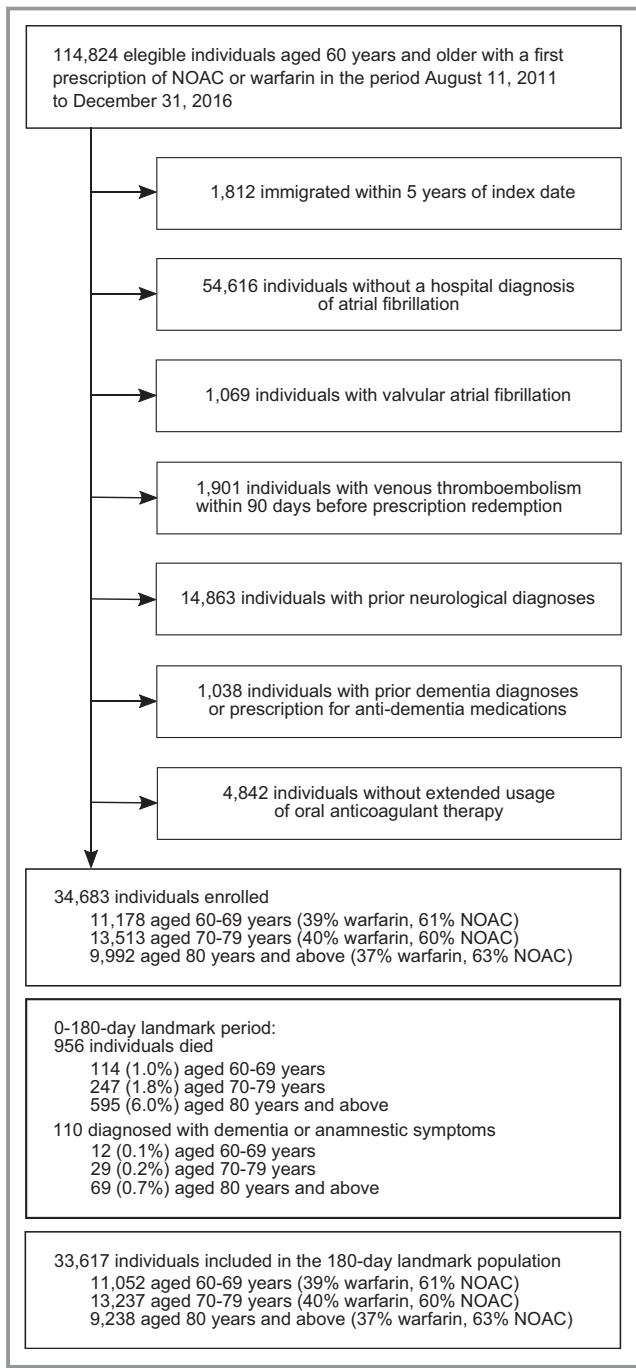 114,824 elegible individuals aged 60 years and older with a first
prescription of NOAC or warfarin in the period August 11, 2011
to December 31, 2016
1,812 immigrated within 5 years of index date
54,616 individuals without a hospital diagnosis
of atrial fibrillation
1,069 individuals with valvular atrial fibrillation
1,901 individuals with venous thromboembolism
within 90 days before prescription redemption
14,863 individuals with prior neurological diagnoses
1,038 individuals with prior dementia diagnoses
or prescription for anti-dementia medications
4,842 individuals without extended usage
of oral anticoagulant therapy
34,683 individuals enrolled
11,178 aged 60-69 years (39% warfarin, 61% NOAC)
13,513 aged 70-79 years (40% warfarin, 60% NOAC)
9,992 aged 80 years and above (37% warfarin, 63% NOAC)
0-180-day landmark period:
956 individuals died
114 (1.0%) aged 60-69 years
247 (1.8%) aged 70-79 years
595 (6.0%) aged 80 years and above
110 diagnosed with dementia or anamnestic symptoms
12 (0.1%) aged 60-69 years
29 (0.2%) aged 70-79 years
69 (0.7%) aged 80 years and above
33,617 individuals included in the 180-day landmark population
11,052 aged 60-69 years (39% warfarin, 61% NOAC)
13,237 aged 70-79 years (40% warfarin, 60% NOAC)
9,238 aged 80 years and above (37% warfarin, 63% NOAC)